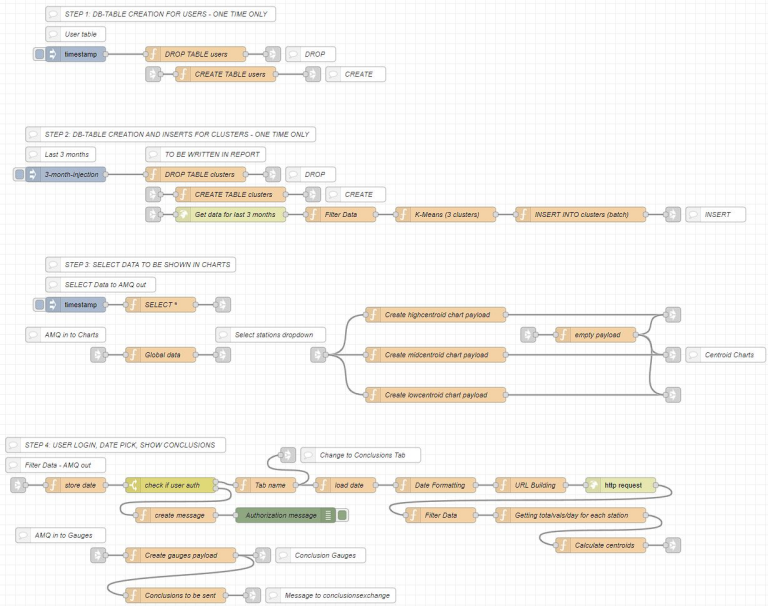 STEP 1: DB-TABLE CREATION FOR USERS - ONE TIME ONLY
User table
timestamp
DROP TABLE users
DROP
CREATE TABLE users
CREATE
STEP 2: DB-TABLE CREATION AND INSERTS FOR CLUSTERS - ONE TIME ONLY
Last 3 months
TO BE WRITTEN IN REPORT
3-month-injection
DROP TABLE clusters
DROP
CREATE TABLE clusters
CREATE
Get data for last 3 months
Filter Data
K-Means (3 clusters)
INSERT INTO clusters (batch)
INSERT
STEP 3: SELECT DATA TO BE SHOWN IN CHARTS
SELECT Data to AMQ out
timestamp
SELECT *
Create highcentroid chart payload
AMQ in to Charts
Select stations dropdown
empty payload
Global data
Create midcentroid chart payload
Centroid Charts
Create lowcentroid chart payload
STEP 4: USER LOGIN, DATE PICK, SHOW CONCLUSIONS
Change to Conclusions Tab
Filter Data - AMQ out
store date
check if user auth
Tab name
load date
Date Formatting
URL Building
http request
create message
Authorization message
Filter Data
Getting total/vals/day for each station
AMQ in to Gauges
Calculate centroids
Create gauges payload
Conclusion Gauges
Conclusions to be sent
Message to conclusionsexchange